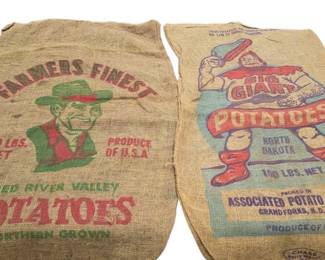 FARMERS FINEST
LBS.
NET
PRODUCE
OF U.S.A
RED RIVER VALLEY
POTATOES
NORTHERN GROWN
BIG
GIANT
POTATOES
NORTH
DAKOTA
100 LBS. NET
PACKED BY
ASSOCIATED POTATO
GRAND FORKS, N.D.
PRODUCE OF
CHASE